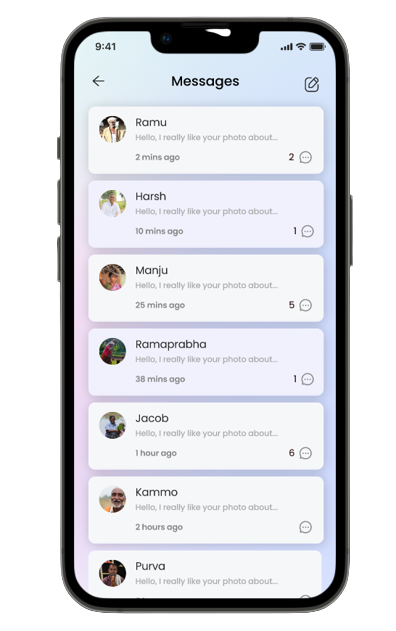 9:41
Messages
Ramu
Hello, I really like your photo about...
2 mins ago
2
Harsh
Hello, I really like your photo about...
10 mins ago
1
Manju
Hello, I really like your photo about...
25 mins ago
5
Ramaprabha
Hello, I really like your photo about...
38 mins ago
1
Jacob
Hello, I really like your photo about...
1 hour ago
6
Kammo
Hello, I really like your photo about...
2 hours ago
Purva
Hello, I really like your photo about...